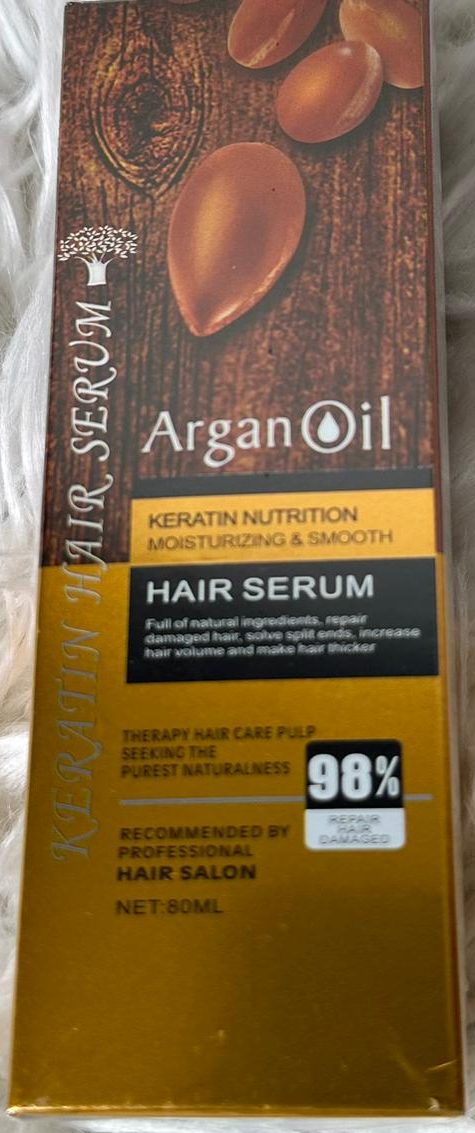 KERATIN HAIR SERUM
Argan Oil
KERATIN NUTRITION
MOISTURIZING & SMOOTH
HAIR SERUM
Full of natural ingredients, repair
damaged hair, solve split ends, increase
hair volume and make hair thicker
THERAPY HAIR CARE PULP
SEEKING THE
PUREST NATURALNESS
98%
REPAIR
HAIR
DAMAGED
RECOMMENDED BY
PROFESSIONAL
HAIR SALON
NET:80ML